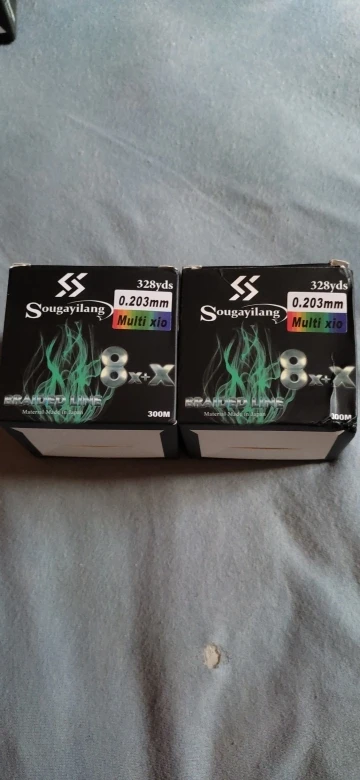 328yds
0.203mm
Sougayilang
Multi xio
8X+X
BRAIDED LINE
Material Made in Japan
300M
328yds
0.203mm
Sougayilang
Multi xio
8X+X
BRAIDED LINE
Material Made in Japan
300M